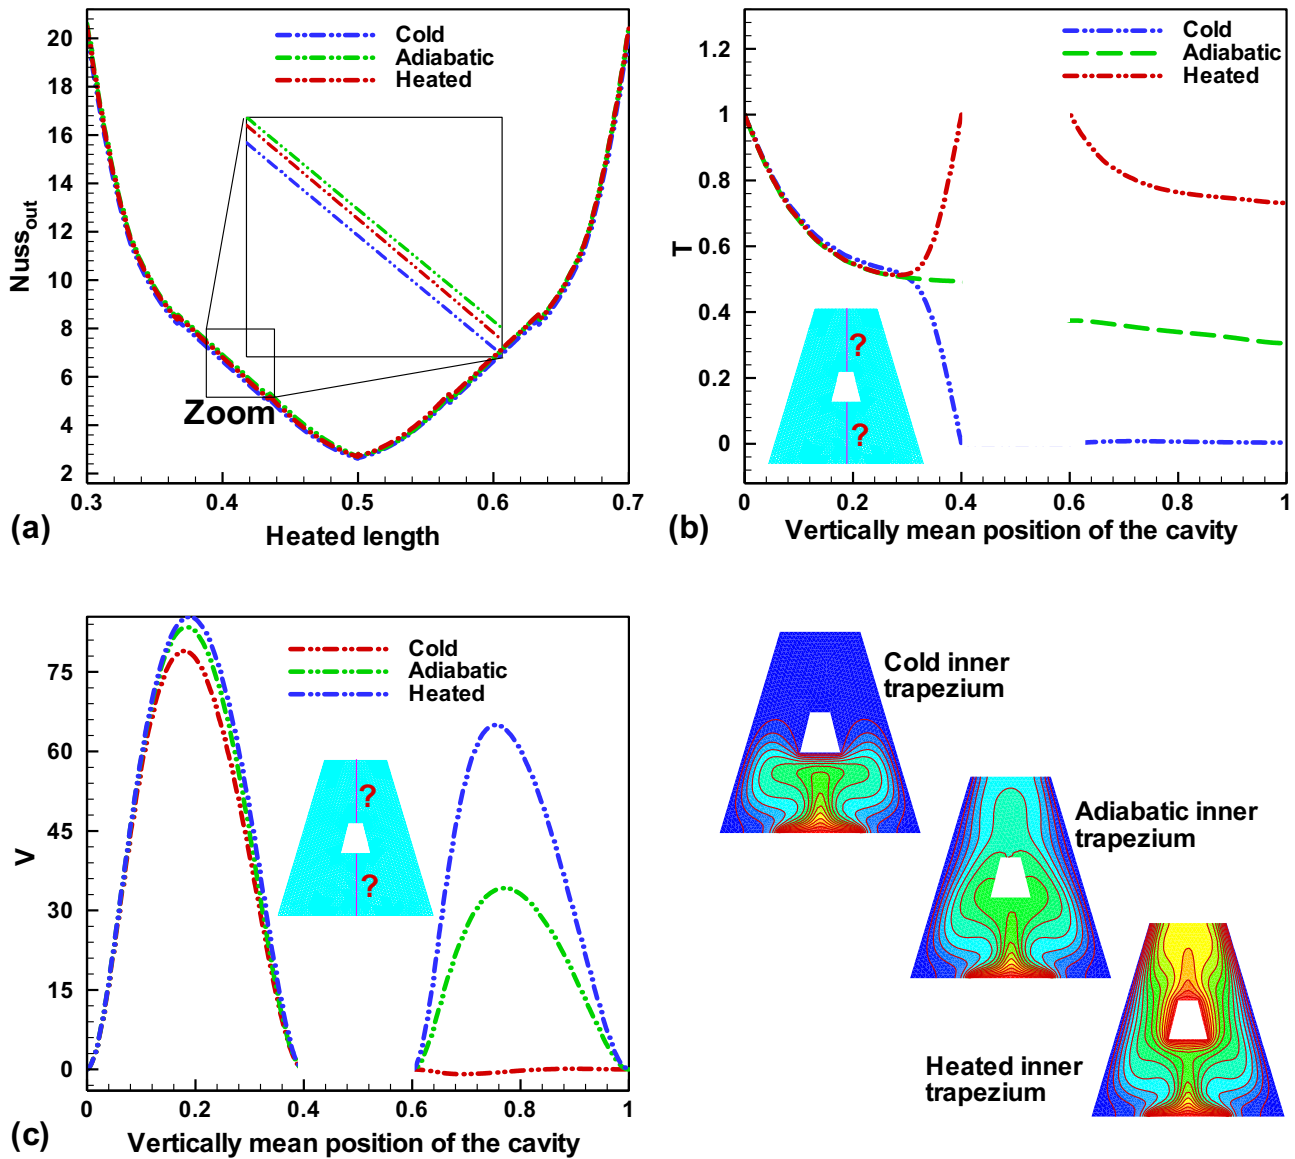 20
18
16
14
12
10
8
6
4
2
Nuss_out
Cold
Adiabatic
Heated
Zoom
0.3
0.4
0.5
0.6
0.7
(a)
Heated length
1.2
1
0.8
0.6
0.4
0.2
0
T
Cold
Adiabatic
Heated
?
?
0
0.2
0.4
0.6
0.8
1
(b)
Vertically mean position of the cavity
75
60
45
30
15
0
V
Cold
Adiabatic
Heated
?
?
0
0.2
0.4
0.6
0.8
1
(c)
Vertically mean position of the cavity
Cold inner
trapezium
Adiabatic inner
trapezium
Heated inner
trapezium